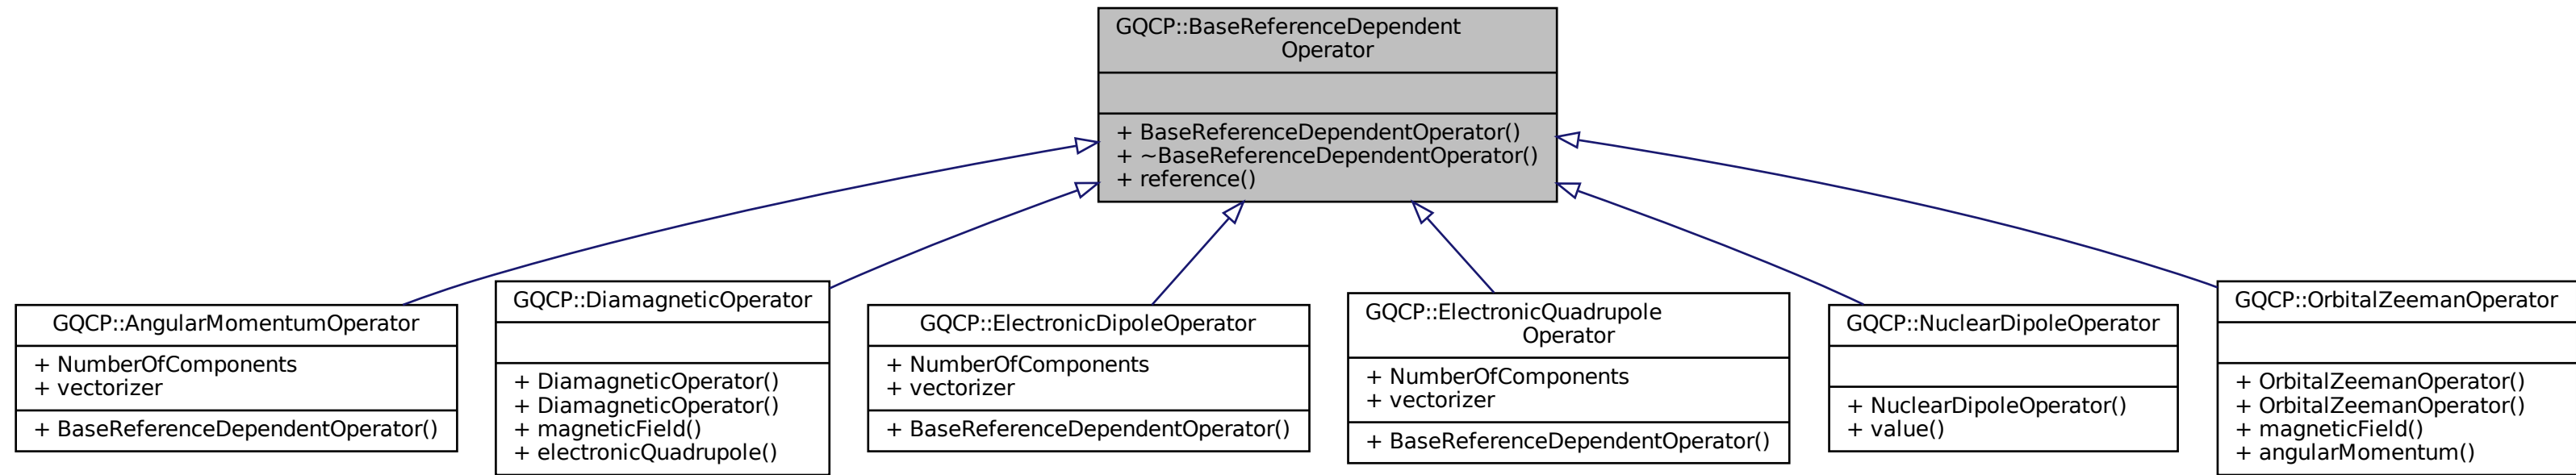 GQCP::BaseReferenceDependent
Operator
+ BaseReferenceDependentOperator()
+ ~BaseReferenceDependentOperator()
+ reference()
GQCP::AngularMomentumOperator
+ NumberOfComponents
+ vectorizer
+ BaseReferenceDependentOperator()
GQCP::DiamagneticOperator
+ DiamagneticOperator()
+ DiamagneticOperator()
+ magneticField()
+ electronicQuadrupole()
GQCP::ElectronicDipoleOperator
+ NumberOfComponents
+ vectorizer
+ BaseReferenceDependentOperator()
GQCP::ElectronicQuadrupole
Operator
+ NumberOfComponents
+ vectorizer
+ BaseReferenceDependentOperator()
GQCP::NuclearDipoleOperator
+ NuclearDipoleOperator()
+ value()
GQCP::OrbitalZeemanOperator
+ OrbitalZeemanOperator()
+ OrbitalZeemanOperator()
+ magneticField()
+ angularMomentum()